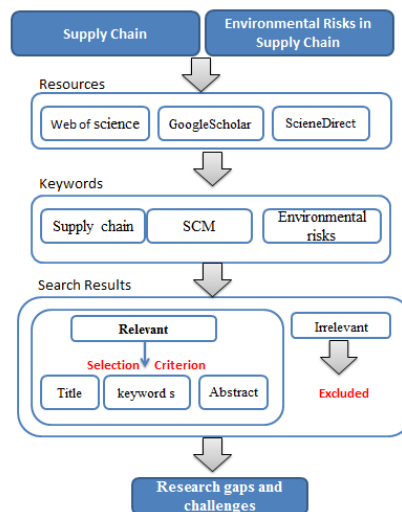 Supply Chain
Environmental Risks in
Supply Chain
Resources
Web of science
GoogleScholar
ScieneDirect
Keywords
Supply chain
SCM
Environmental
risks
Search Results
Relevant
Irrelevant
Selection Criterion
Title
keyword s
Abstract
Excluded
Research gaps and
challenges